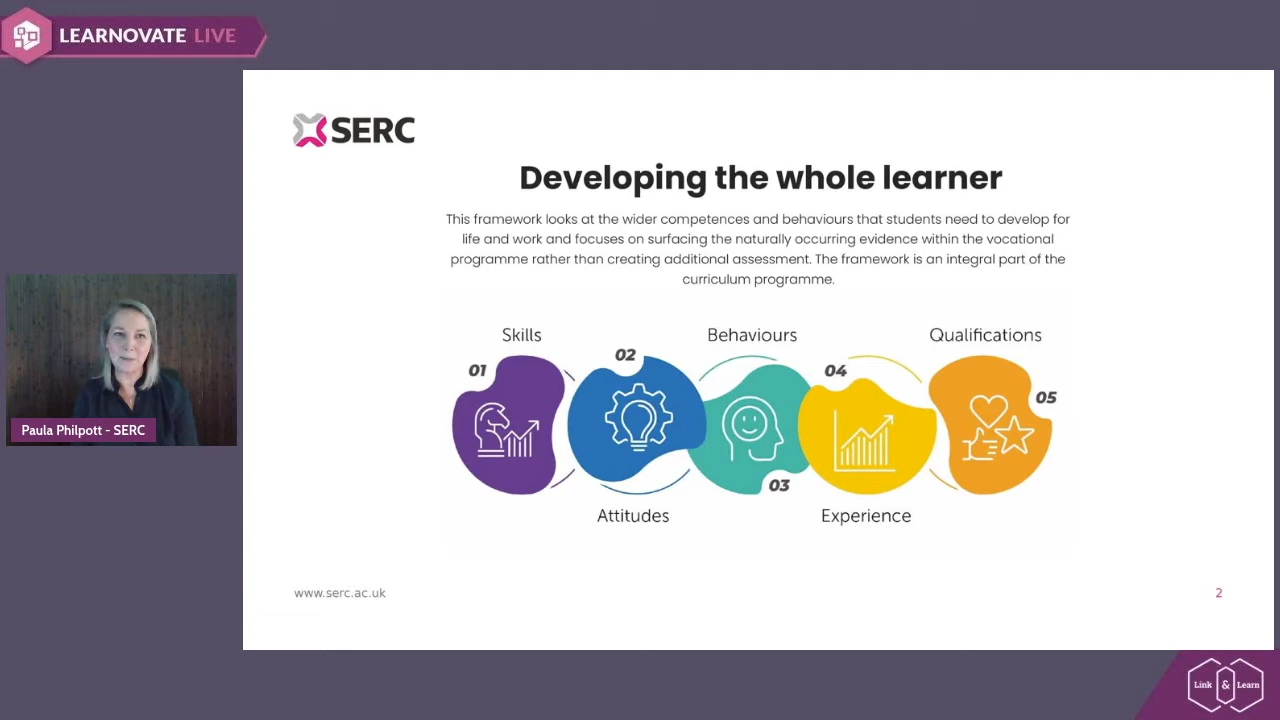 LEARNOVATE LIVE
SERC
Developing the whole learner
This framework looks at the wider competences and behaviours that students need to develop for
life and work and focuses on surfacing the naturally occurring evidence within the vocational
programme rather than creating additional assessment. The framework is an integral part of the
curriculum programme.
Skills
Behaviours
Qualifications
01
02
03
04
05
Attitudes
Experience
Paula Philpott - SERC
www.serc.ac.uk
2
Link & Learn